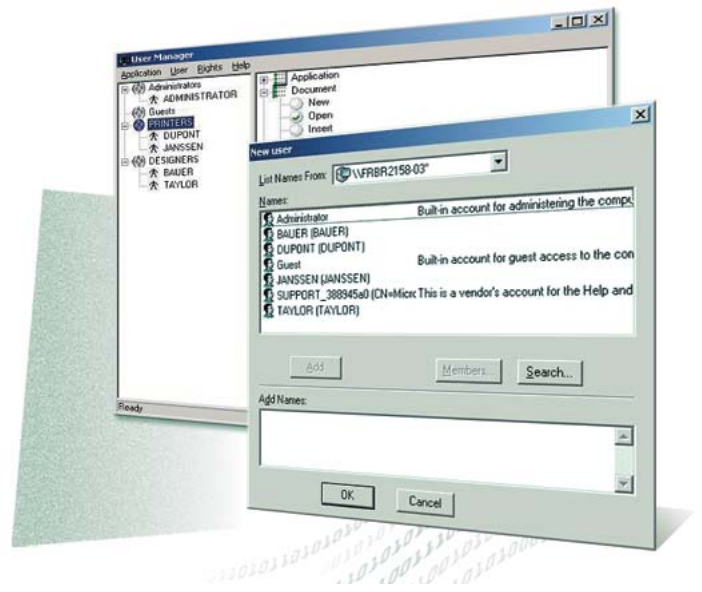 User Manager
Application User Rights Help
Administrators
ADMINISTRATOR
Guests
PRINTERS
DUPONT
JANSSEN
DESIGNERS
BAUER
TAYLOR
Application
Document
New
Open
Insert
Ready
New user
List Names From: \\FRBR2158-03*
Names:
Administrator Built-in account for administering the compu
BAUER (BAUER)
DUPONT (DUPONT)
Guest Built-in account for guest access to the con
JANSSEN (JANSSEN)
SUPPORT_388945a0 (CN=Micro This is a vendor's account for the Help and
TAYLOR (TAYLOR)
Add Members... Search...
Add Names:
OK Cancel